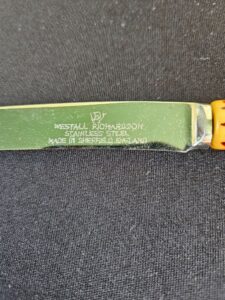 WESTALL RICHARDSON
STAINLESS STEEL
MADE IN SHEFFIELD ENGLAND